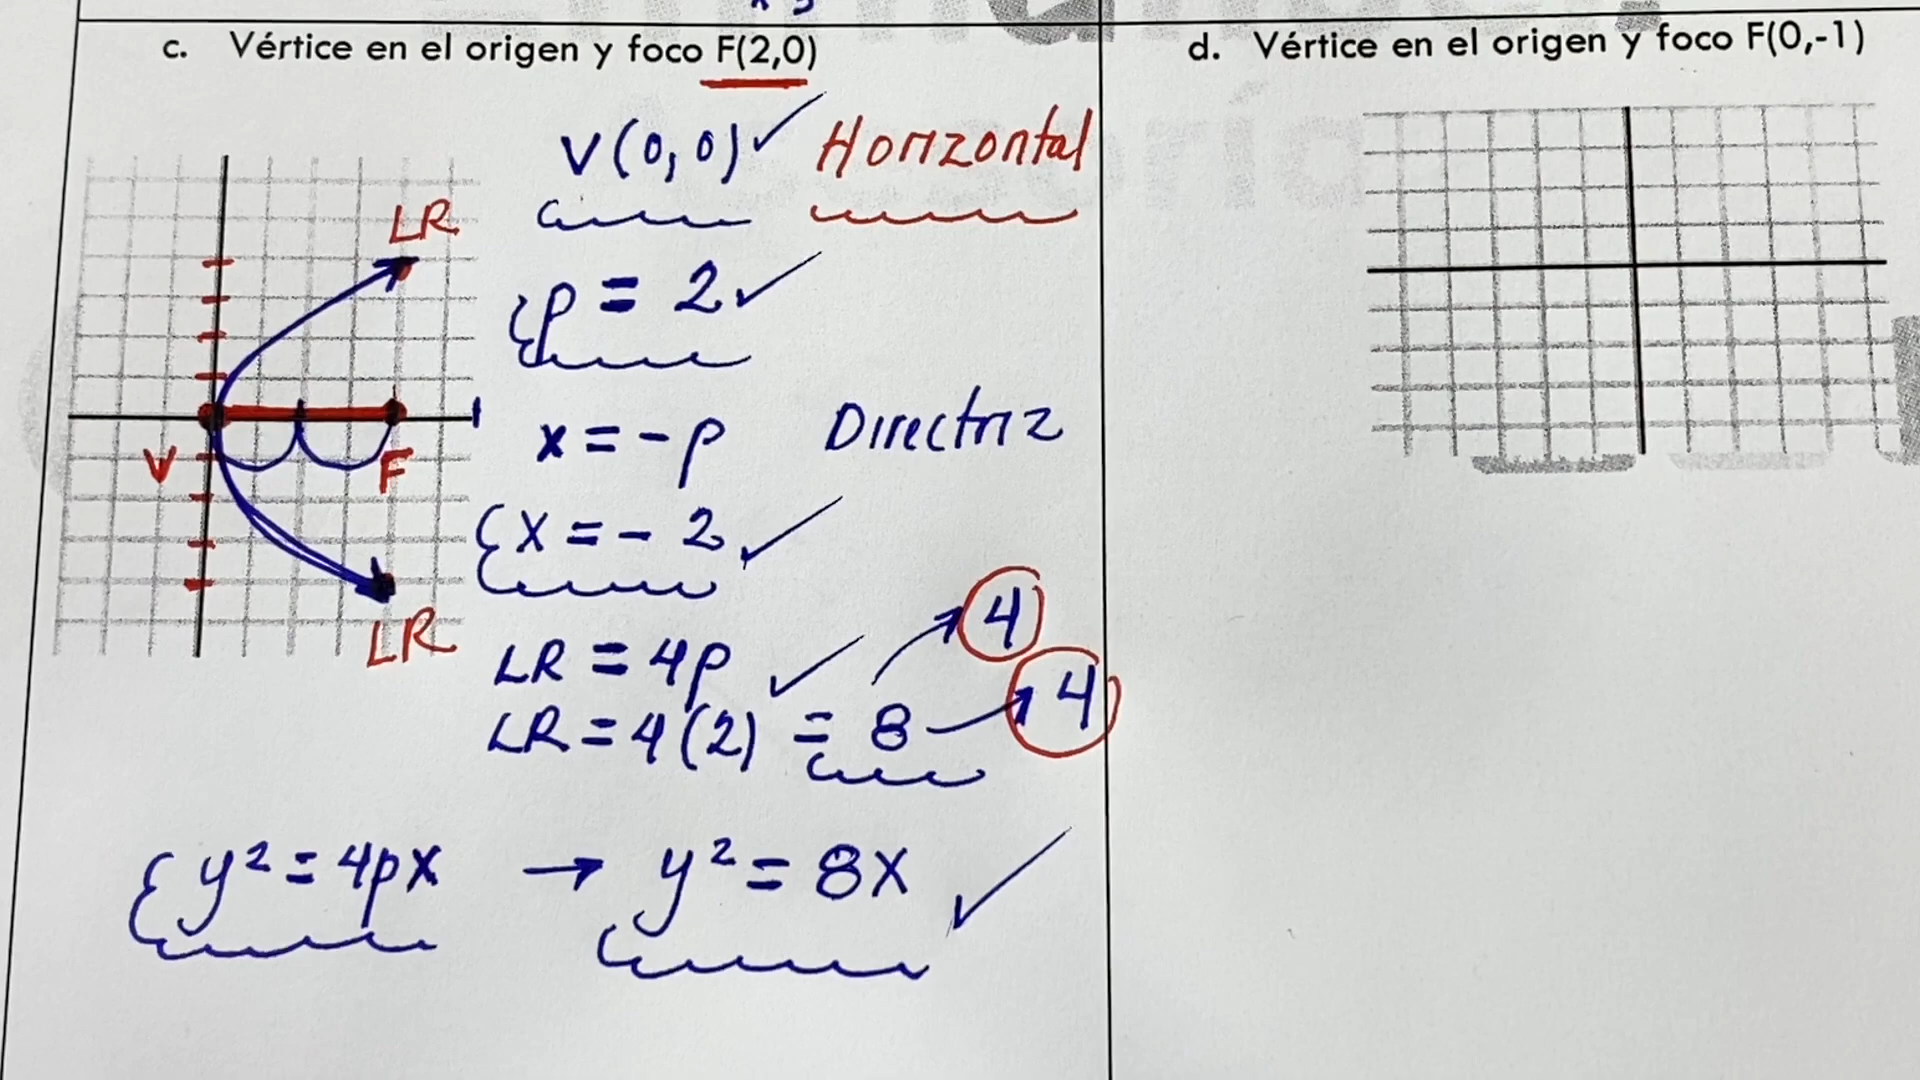 c. Vértice en el origen y foco F(2,0)
V(0,0) ✓ Horizontal
LR
p = 2 ✓
x = -p Directriz
V F
x = - 2 ✓
LR
LR = 4p ✓ 4
LR = 4(2) = 8 4
y² = 4px → y² = 8x ✓
d. Vértice en el origen y foco F(0,-1)